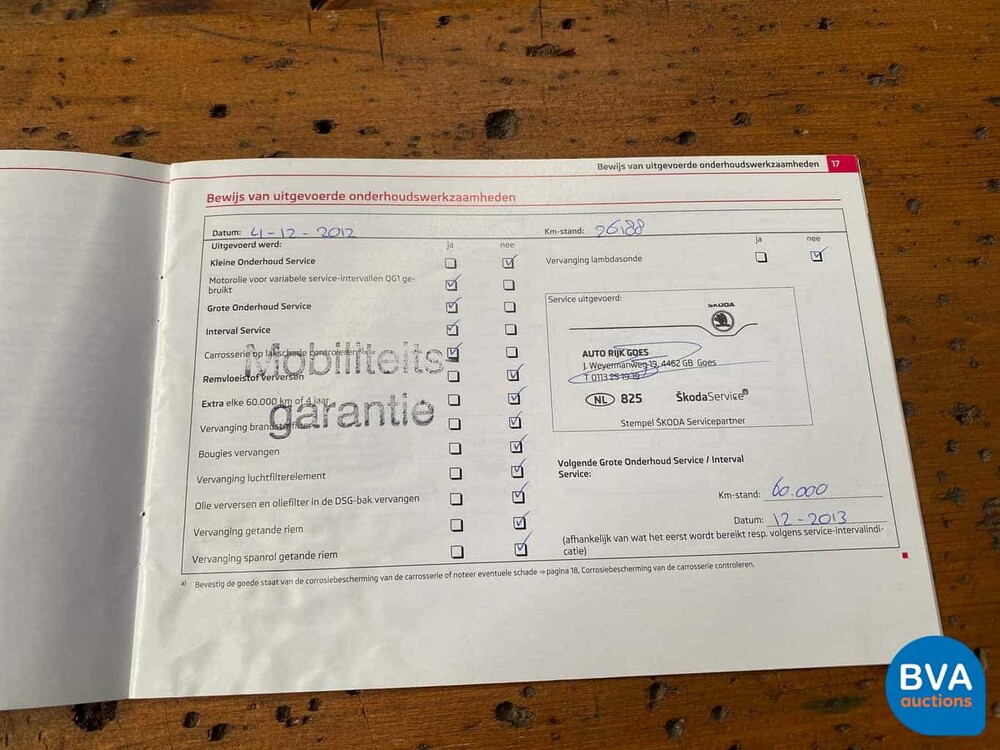 Bewijs van uitgevoerde onderhoudswerkzaamheden 17
Bewijs van uitgevoerde onderhoudswerkzaamheden
Datum: 4-12-2012
Km-stand: 26188
Uitgevoerd werd: ja nee
ja nee
Kleine Onderhoud Service
Vervanging lambdasonde
Motorolie voor variabele service-intervallen QG1 ge-
bruikt
Grote Onderhoud Service
Interval Service
Carrosserie op lakschade controleren a)
Remvloeistof verversen
Extra elke 60.000 km of 4 jaar
Vervanging brandstoffilter
Bougies vervangen
Vervanging luchtfilterelement
Olie verversen en oliefilter in de DSG-bak vervangen
Vervanging getande riem
Vervanging spanrol getande riem
Mobiliteits-
garantie
Service uitgevoerd:
ŠKODA
AUTO RIJK GOES
J. Weyermanweg 19, 4462 GB Goes
T 0113 25 19 19
NL 825 ŠkodaService
Stempel ŠKODA Servicepartner
Volgende Grote Onderhoud Service / Interval
Service:
Km-stand: 60.000
Datum: 12-2013
(afhankelijk van wat het eerst wordt bereikt resp. volgens service-intervalindi-
catie)
a) Bevestig de goede staat van de corrosiebescherming van de carrosserie of noteer eventuele schade ⇒ pagina 18, Corrosiebescherming van de carrosserie controleren.
BVA
auctions